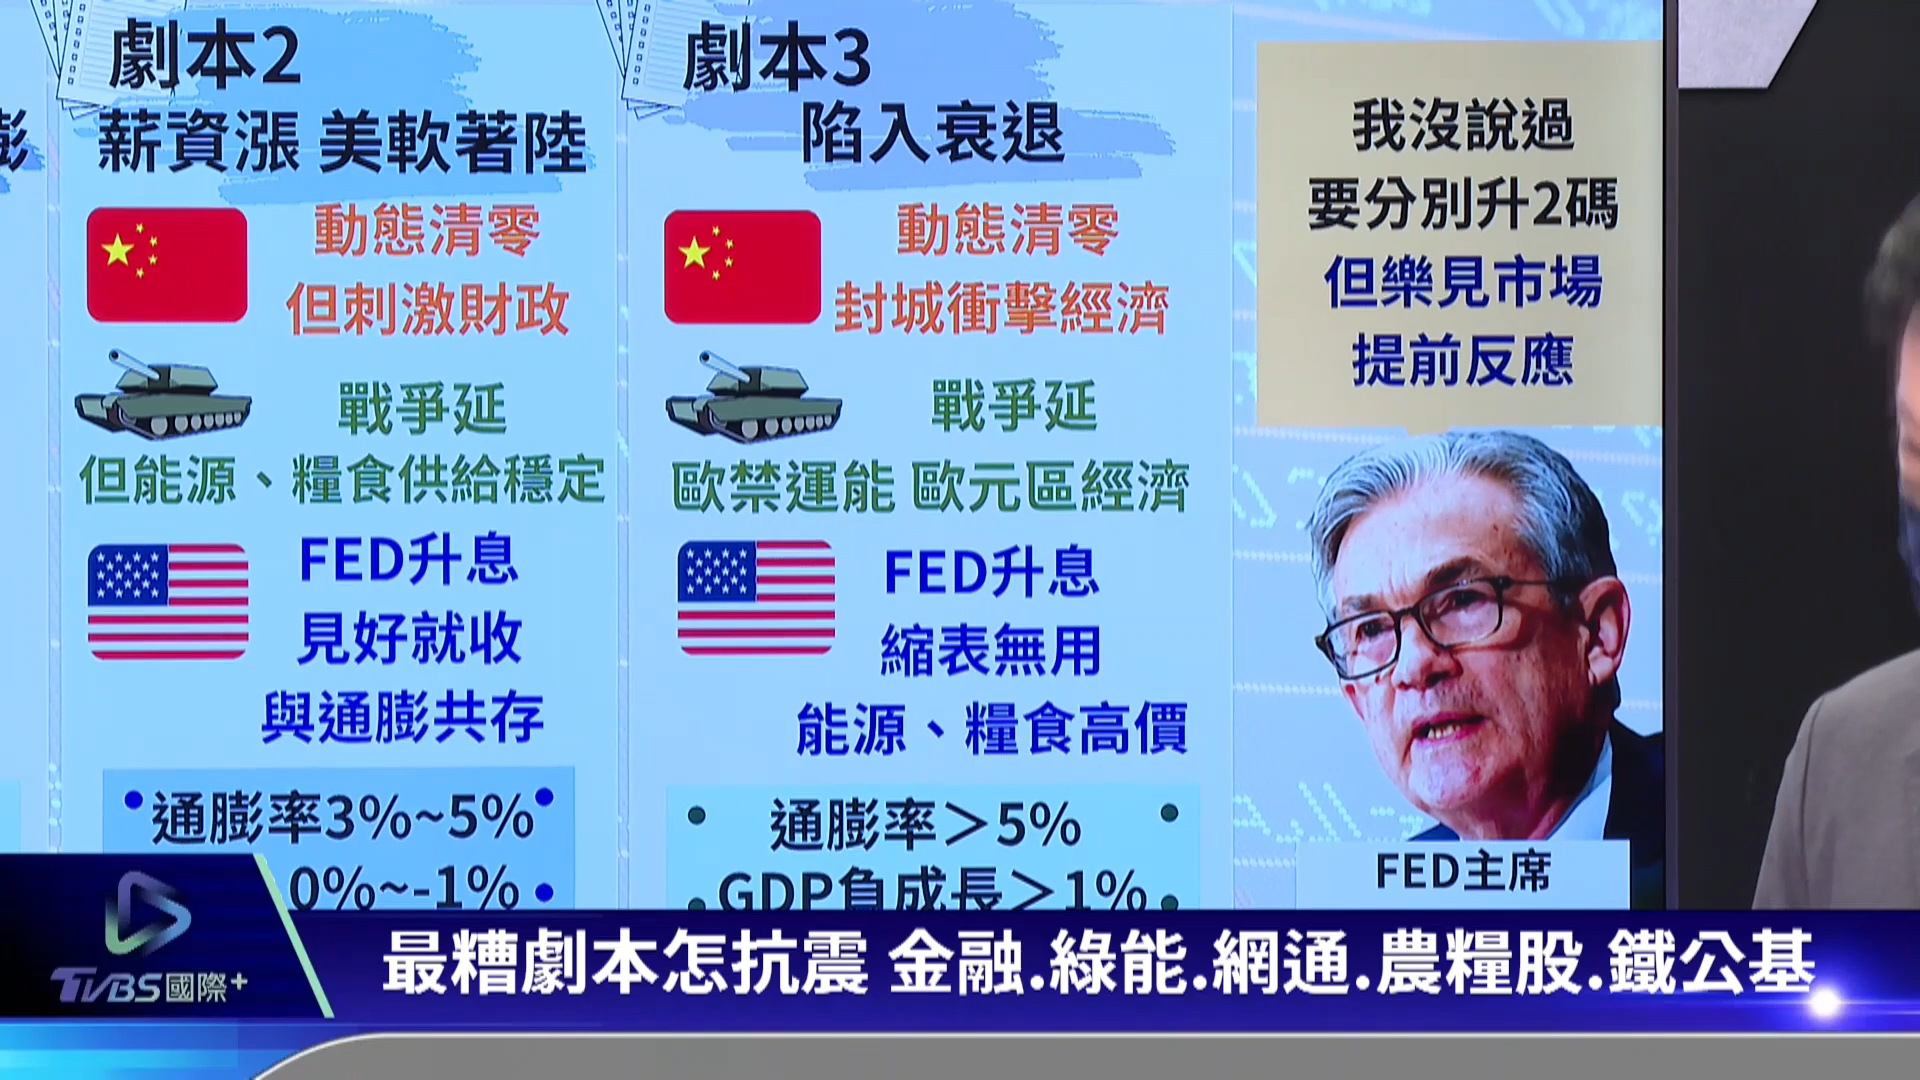 劇本2
薪資漲 美軟著陸
動態清零
但刺激財政
戰爭延
但能源、糧食供給穩定
FED升息
見好就收
與通膨共存
通膨率3%~5%
0%~-1%
劇本3
陷入衰退
動態清零
封城衝擊經濟
戰爭延
歐禁運能 歐元區經濟
FED升息
縮表無用
能源、糧食高價
通膨率＞5%
GDP負成長＞1%
我沒說過
要分別升2碼
但樂見市場
提前反應
FED主席
膨
最糟劇本怎抗震 金融.綠能.網通.農糧股.鐵公基
TVBS國際+